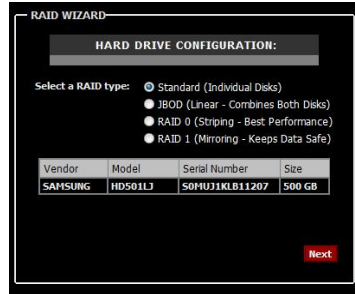 RAID WIZARD
HARD DRIVE CONFIGURATION:
Select a RAID type: Standard (Individual Disks)
JBOD (Linear - Combines Both Disks)
RAID 0 (Striping - Best Performance)
RAID 1 (Mirroring - Keeps Data Safe)
Vendor Model Serial Number Size
SAMSUNG HD501LJ S0MUJ1KLB11207 500 GB
Next